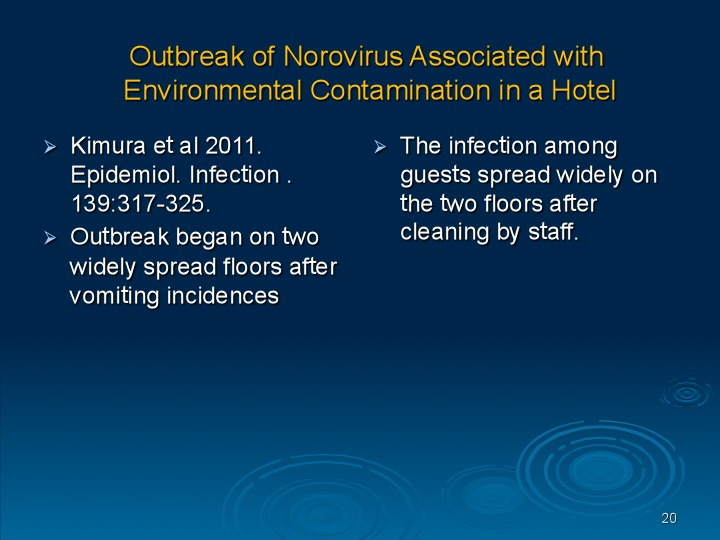 Outbreak of Norovirus Associated with
Environmental Contamination in a Hotel
Kimura et al 2011.
Epidemiol. Infection .
139:317-325.
Outbreak began on two
widely spread floors after
vomiting incidences
The infection among
guests spread widely on
the two floors after
cleaning by staff.
20